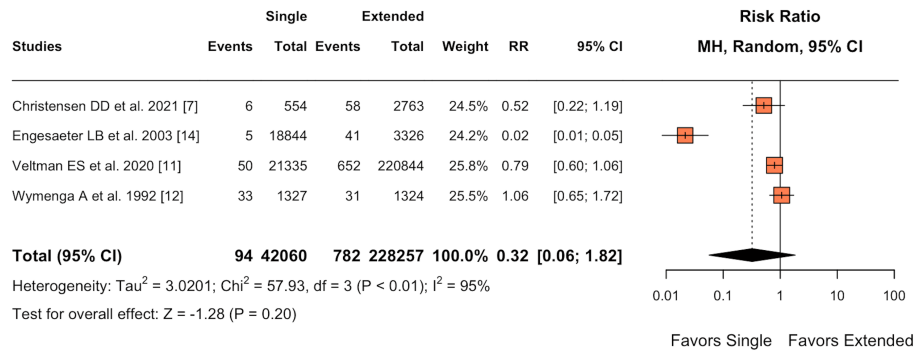 Single Extended Risk Ratio
Studies Events Total Events Total Weight RR 95% CI MH, Random, 95% CI
Christensen DD et al. 2021 [7] 6 554 58 2763 24.5% 0.52 [0.22; 1.19]
Engesaeter LB et al. 2003 [14] 5 18844 41 3326 24.2% 0.02 [0.01; 0.05]
Veltman ES et al. 2020 [11] 50 21335 652 220844 25.8% 0.79 [0.60; 1.06]
Wymenga A et al. 1992 [12] 33 1327 31 1324 25.5% 1.06 [0.65; 1.72]
Total (95% CI) 94 42060 782 228257 100.0% 0.32 [0.06; 1.82]
Heterogeneity: Tau² = 3.0201; Chi² = 57.93, df = 3 (P < 0.01); I² = 95%
Test for overall effect: Z = -1.28 (P = 0.20)
0.01 0.1 1 10 100
Favors Single Favors Extended